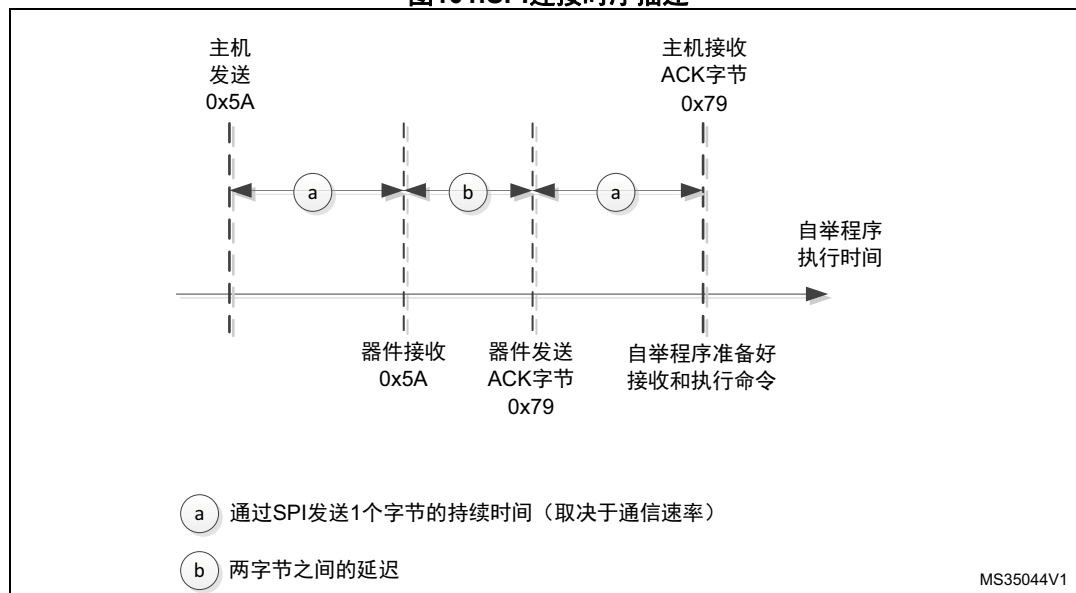 主机
发送
0x5A
主机接收
ACK字节
0x79
a
b
a
自举程序
执行时间
器件接收
0x5A
器件发送
ACK字节
0x79
自举程序准备好
接收和执行命令
a 通过SPI发送1个字节的持续时间（取决于通信速率）
b 两字节之间的延迟
MS35044V1